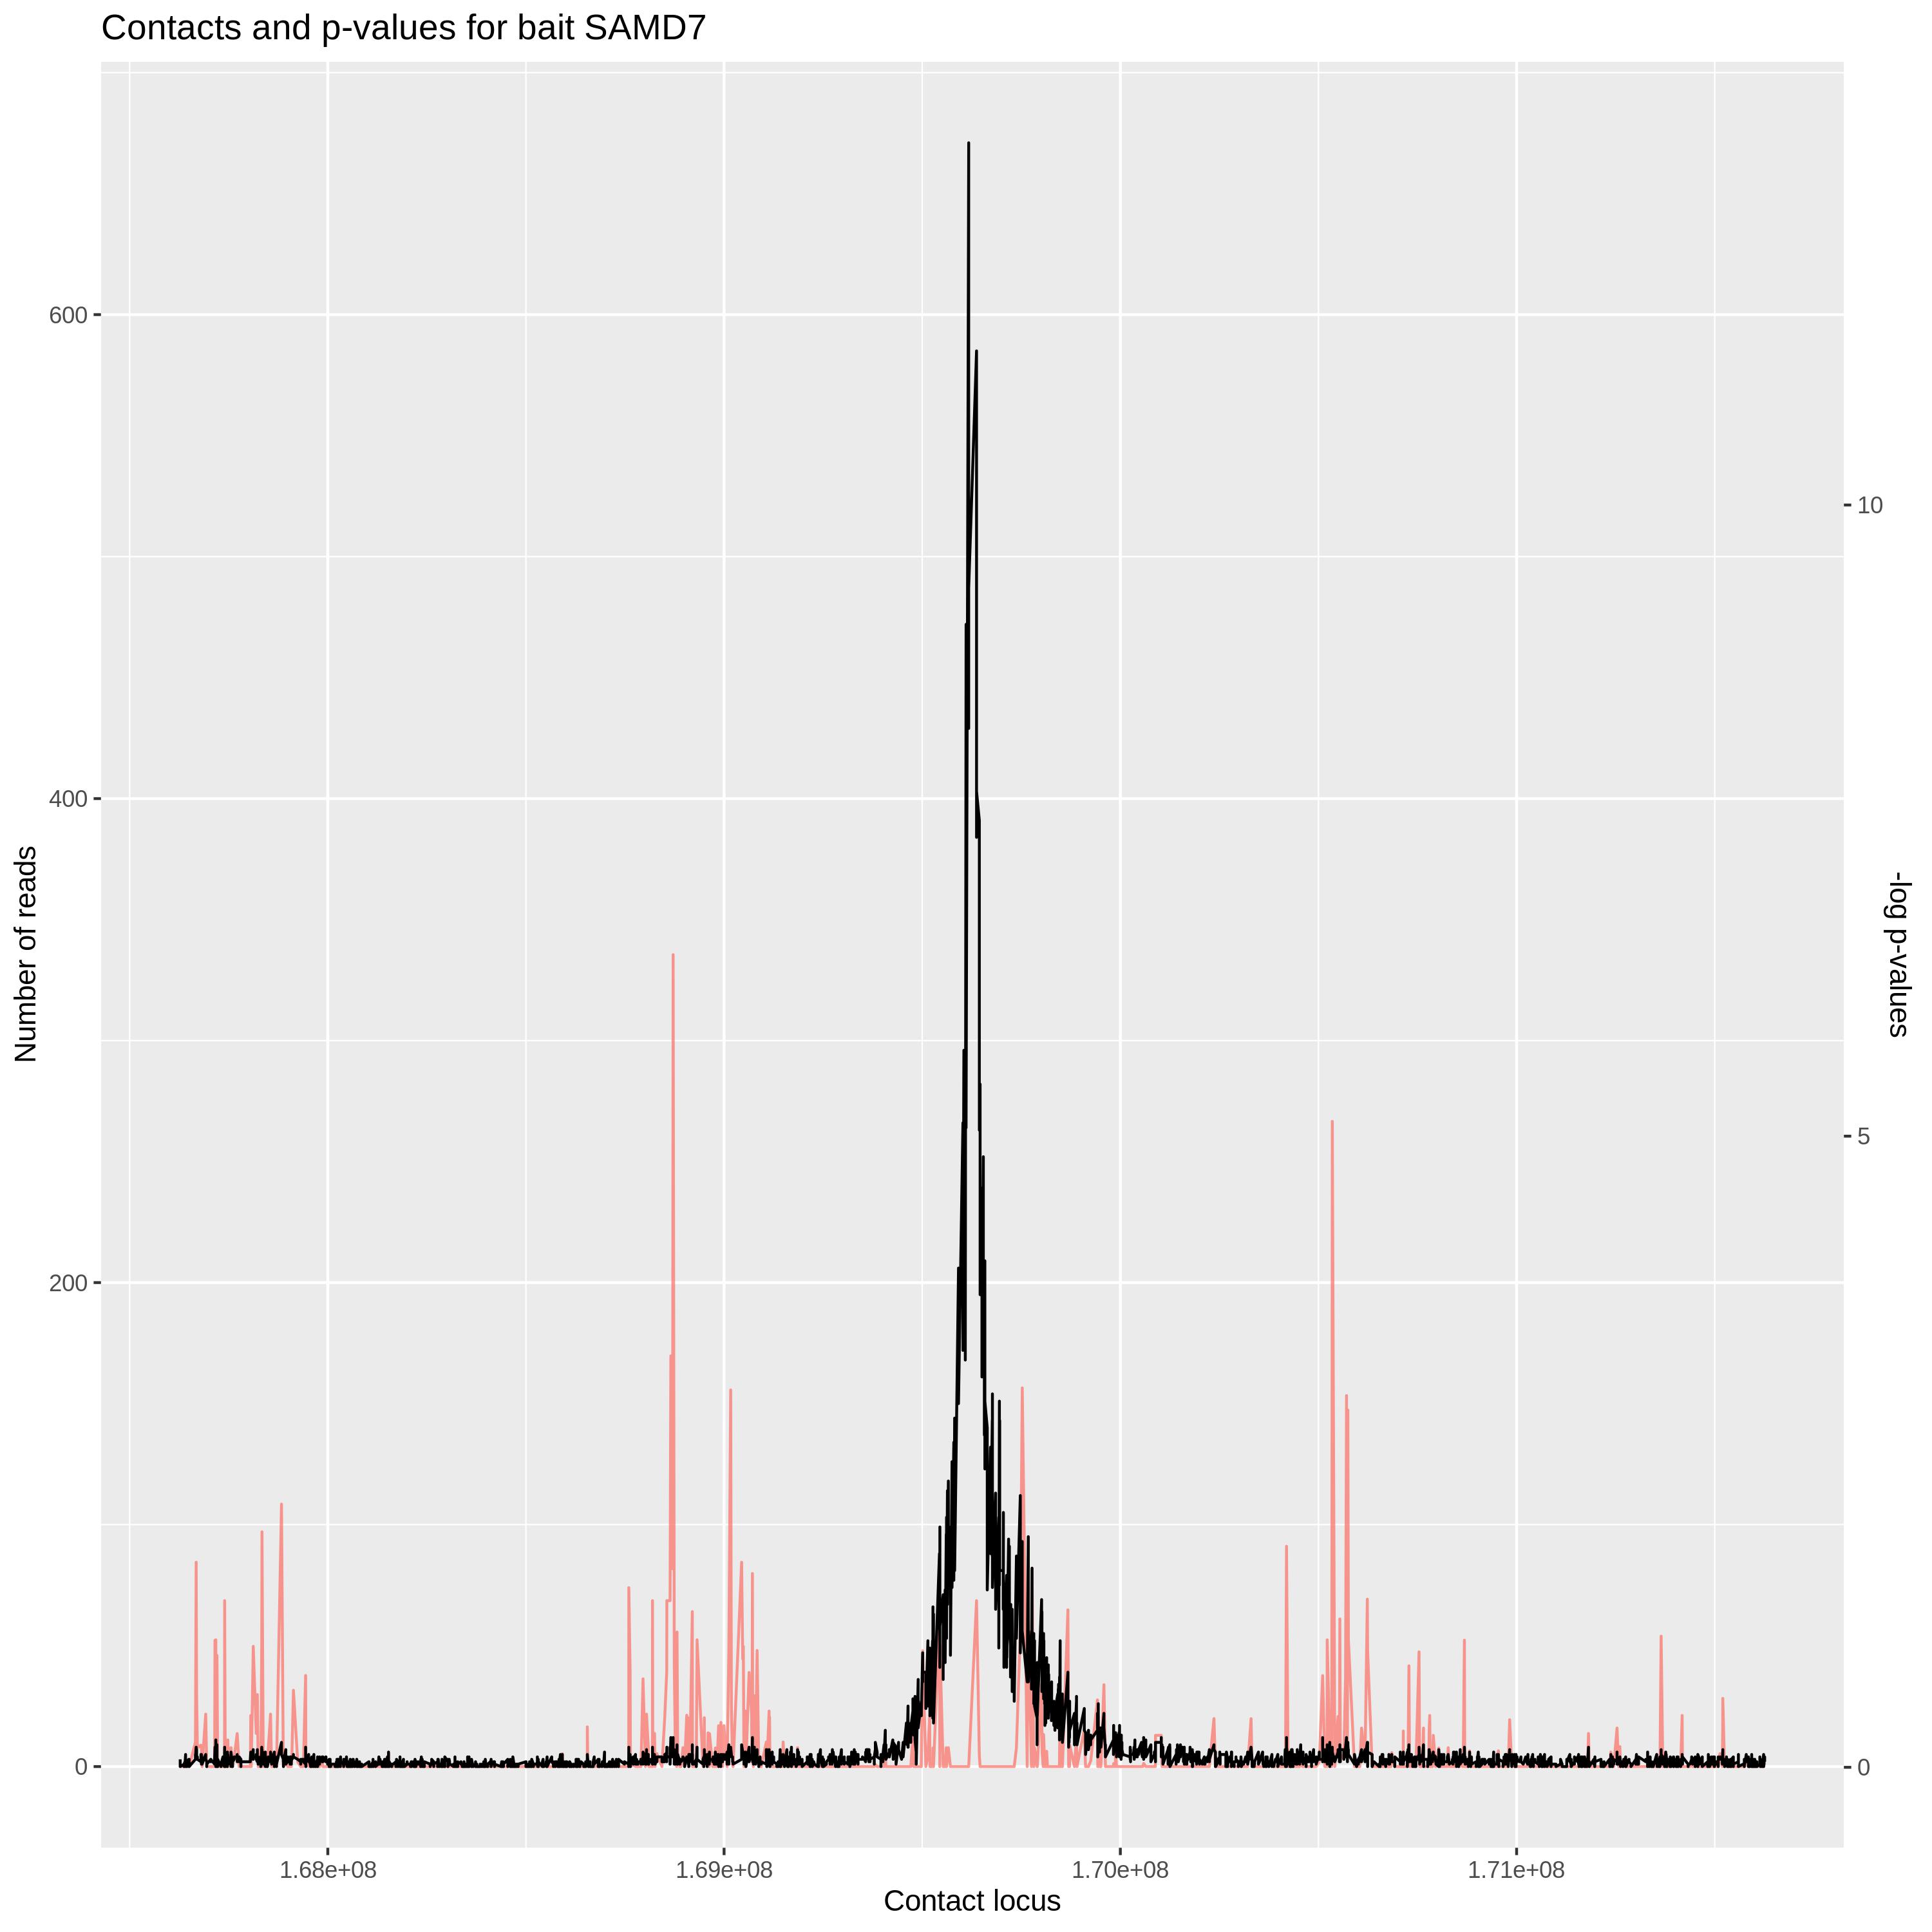 Contacts and p-values for bait SAMD7
Number of reads
600
400
200
0
10
5
0
-log p-values
1.68e+08
1.69e+08
1.70e+08
1.71e+08
Contact locus